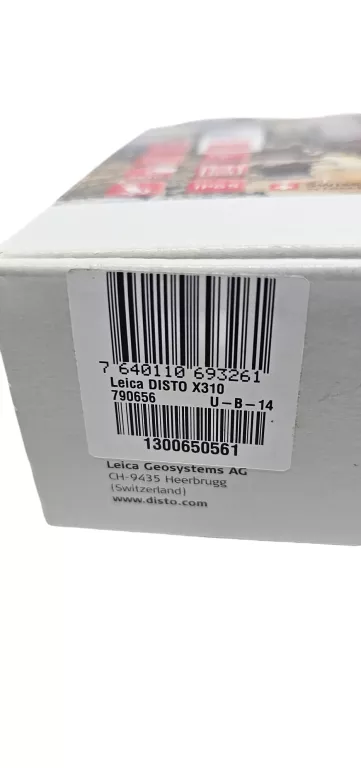 IP65
7 640110 693261
Leica DISTO X310
790656 U-B-14
1300650561
Leica Geosystems AG
CH-9435 Heerbrugg
(Switzerland)
www.disto.com